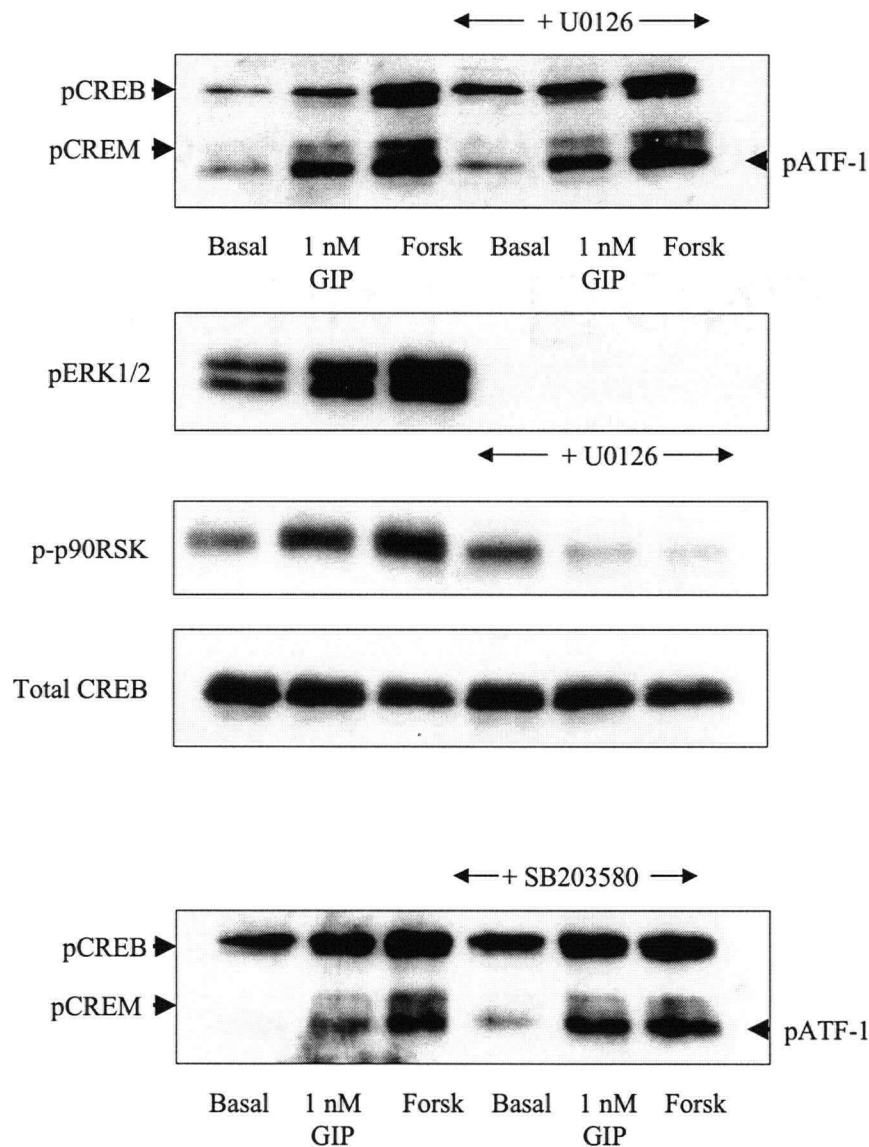 + U0126
pCREB
pCREM
pATF-1
Basal 1 nM GIP Forsk Basal 1 nM GIP Forsk
pERK1/2
+ U0126
p-p90RSK
Total CREB
+ SB203580
pCREB
pCREM
pATF-1
Basal 1 nM GIP Forsk Basal 1 nM GIP Forsk